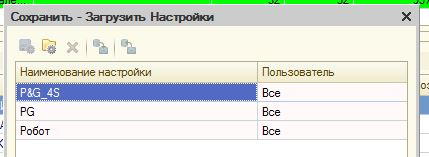 Сохранить - Загрузить Настройки
Наименование настройки Пользователь
P&G_4S Все
PG Все
Робот Все